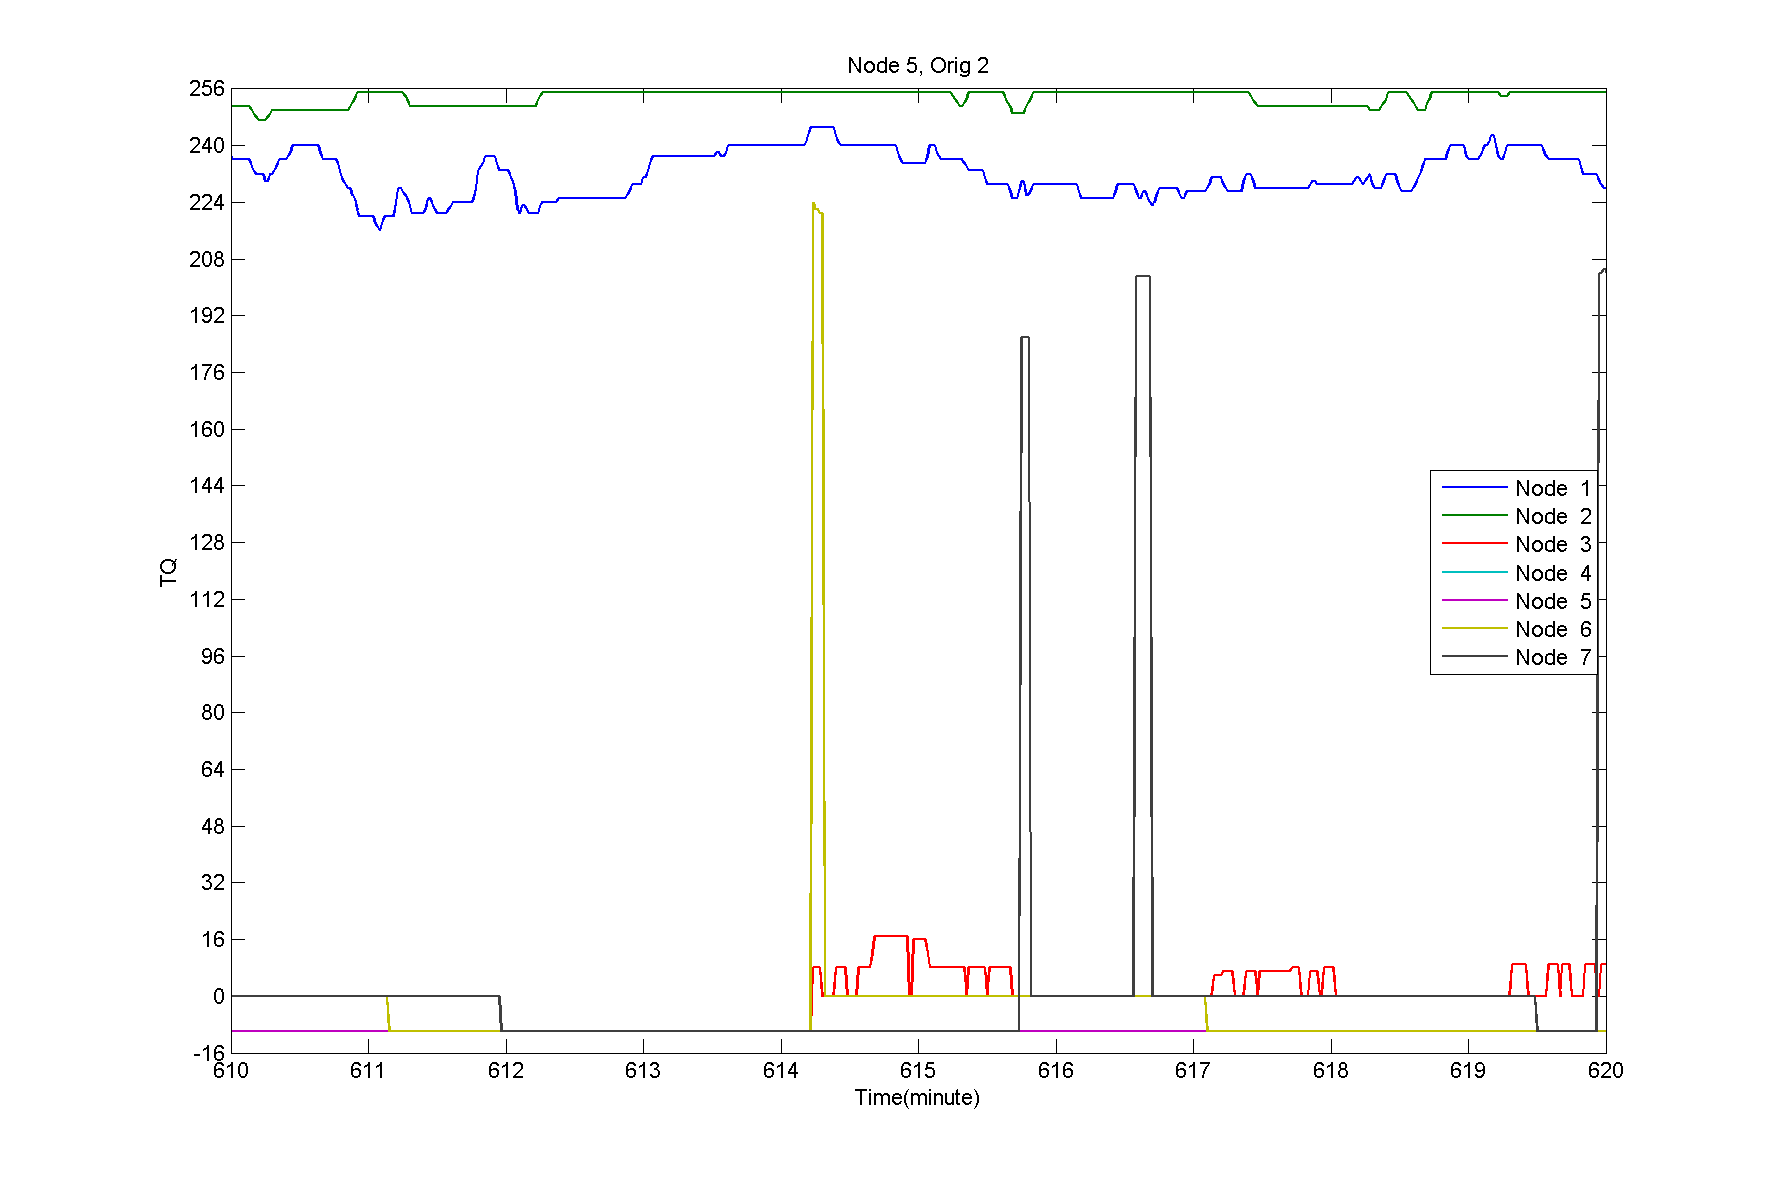 Node 5, Orig 2
256
240
224
208
192
176
160
144
128
112
96
80
64
48
32
16
0
-16
TQ
Node 1
Node 2
Node 3
Node 4
Node 5
Node 6
Node 7
610 611 612 613 614 615 616 617 618 619 620
Time(minute)